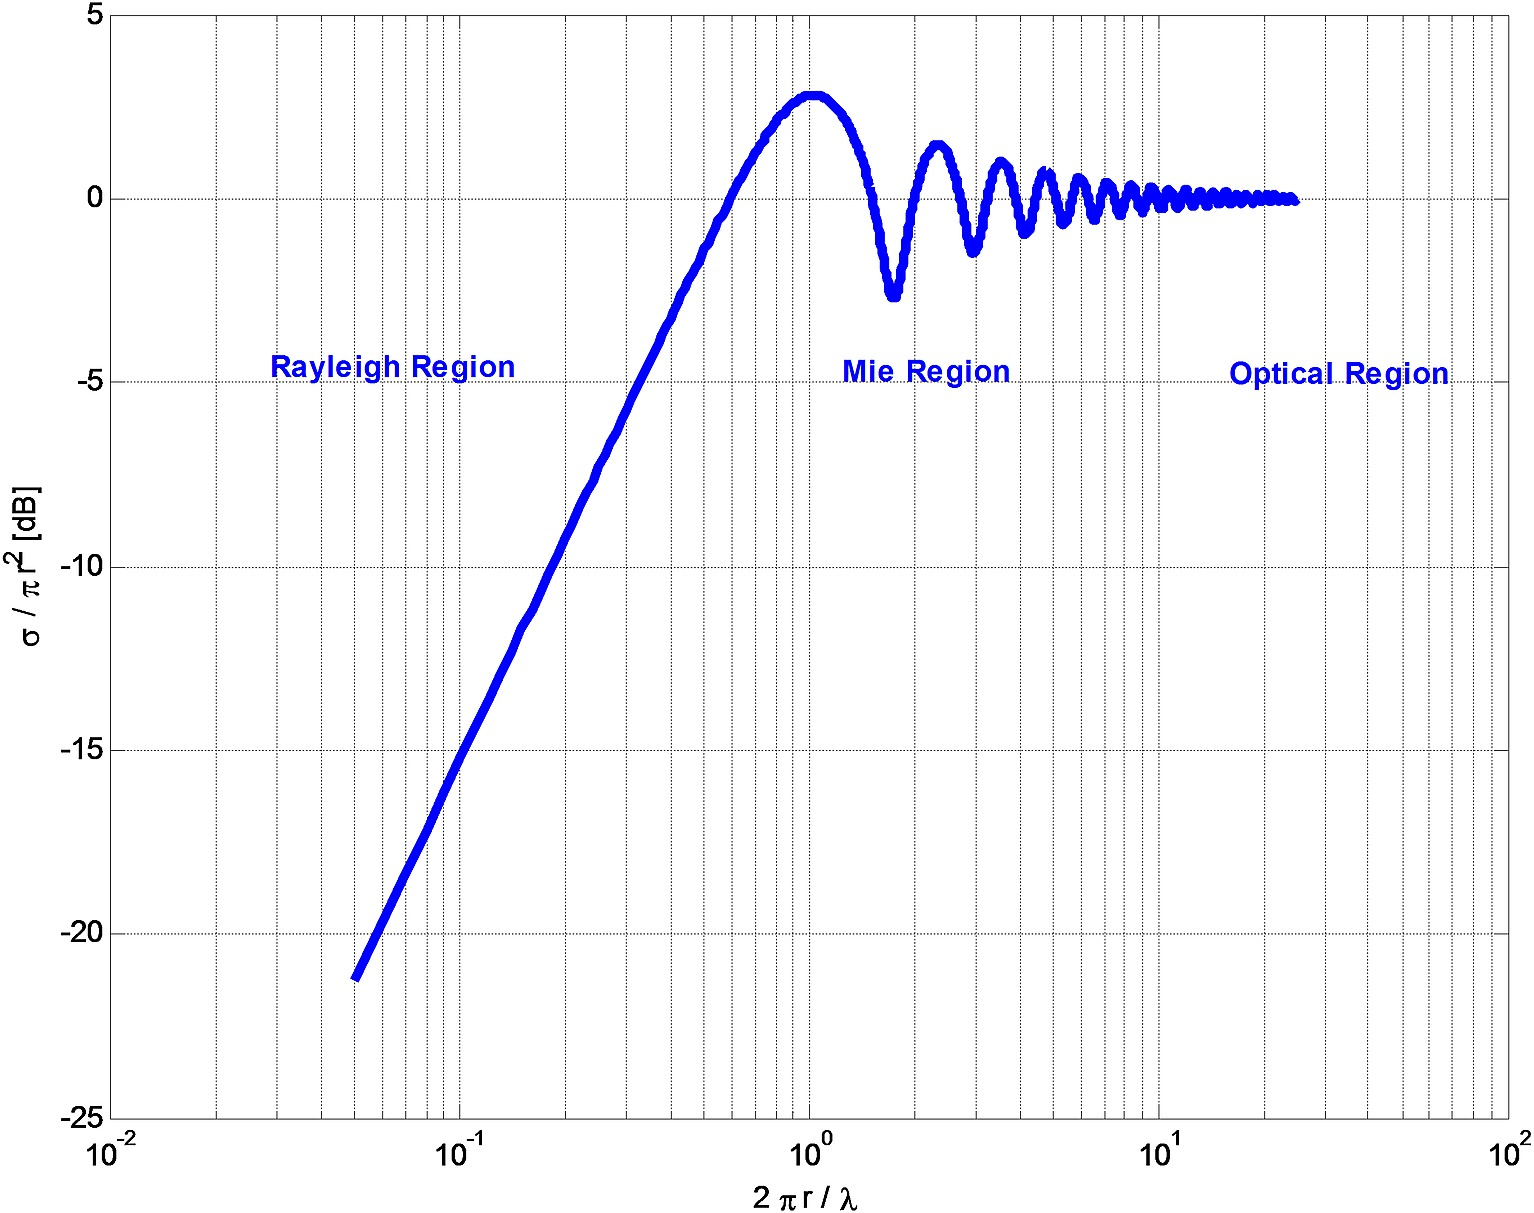 5
0
-5
-10
-15
-20
-25
σ / π r² [dB]
Rayleigh Region
Mie Region
Optical Region
10⁻² 10⁻¹ 10⁰ 10¹ 10²
2 π r / λ